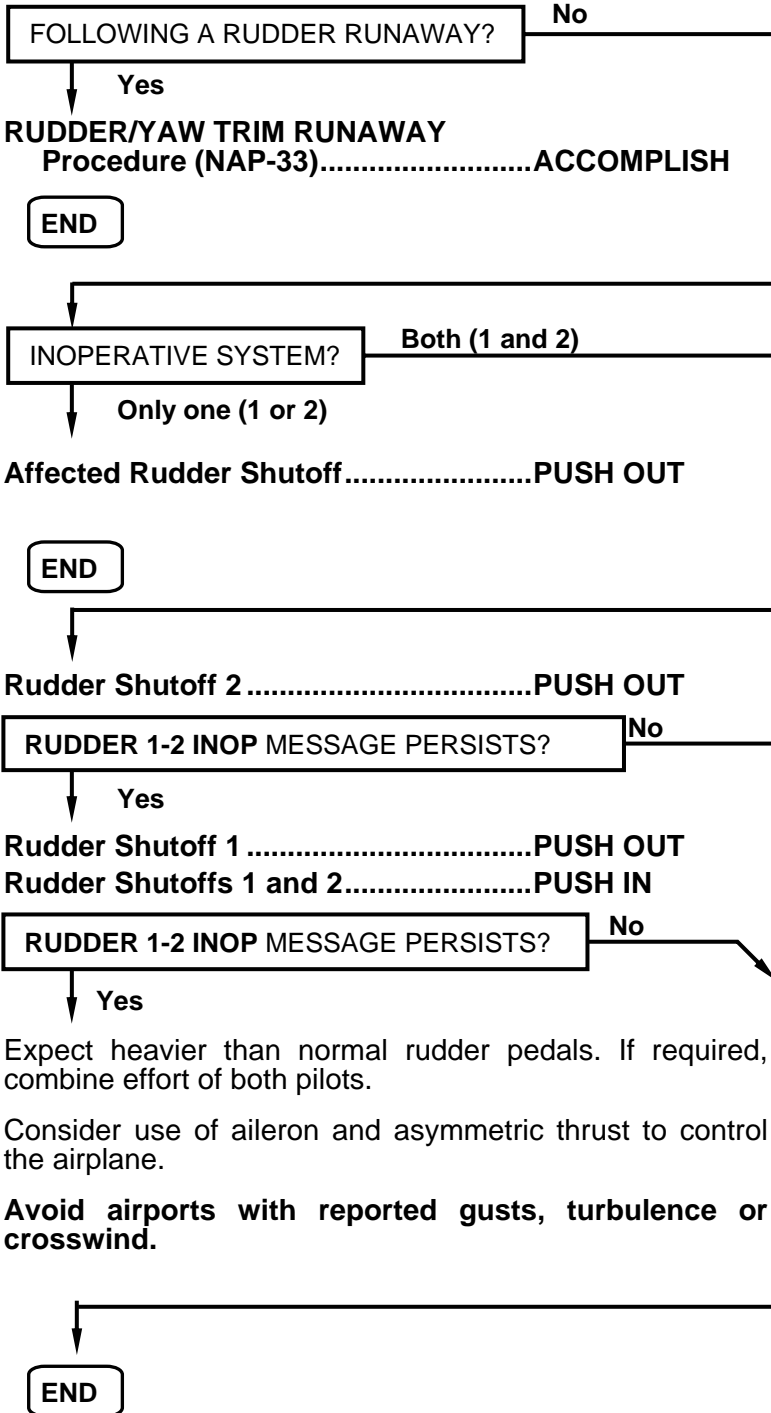 No
FOLLOWING A RUDDER RUNAWAY?
Yes
RUDDER/YAW TRIM RUNAWAY
Procedure (NAP-33)..........................ACCOMPLISH
END
INOPERATIVE SYSTEM?
Both (1 and 2)
Only one (1 or 2)
Affected Rudder Shutoff.......................PUSH OUT
END
Rudder Shutoff 2...................................PUSH OUT
RUDDER 1-2 INOP MESSAGE PERSISTS?
No
Yes
Rudder Shutoff 1...................................PUSH OUT
Rudder Shutoffs 1 and 2.......................PUSH IN
RUDDER 1-2 INOP MESSAGE PERSISTS?
No
Yes
Expect heavier than normal rudder pedals. If required,
combine effort of both pilots.
Consider use of aileron and asymmetric thrust to control
the airplane.
Avoid airports with reported gusts, turbulence or
crosswind.
END